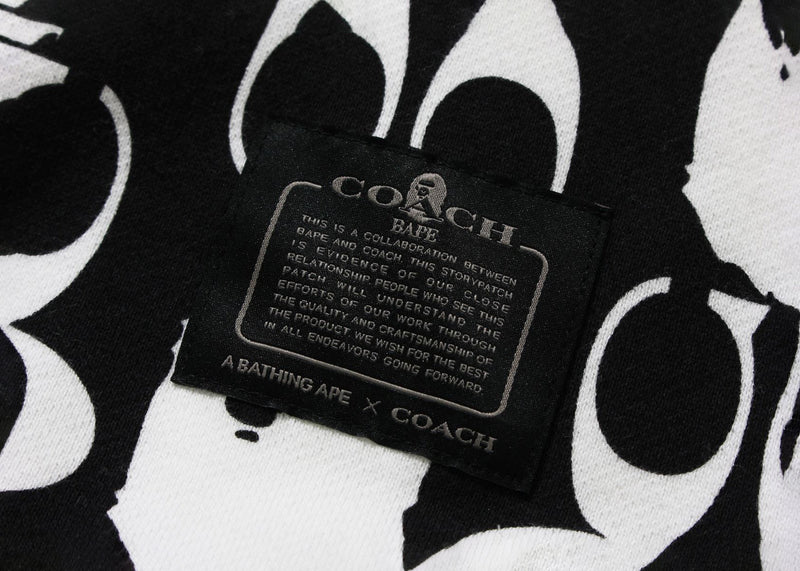 COACH
BAPE
THIS IS A COLLABORATION BETWEEN
BAPE AND COACH. THIS STORYPATCH
IS EVIDENCE OF OUR CLOSE
RELATIONSHIP. PEOPLE WHO SEE THIS
PATCH WILL UNDERSTAND THE
EFFORTS OF OUR WORK THROUGH
THE QUALITY AND CRAFTSMANSHIP OF
THE PRODUCT. WE WISH FOR THE BEST
IN ALL ENDEAVORS GOING FORWARD.
A BATHING APE × COACH